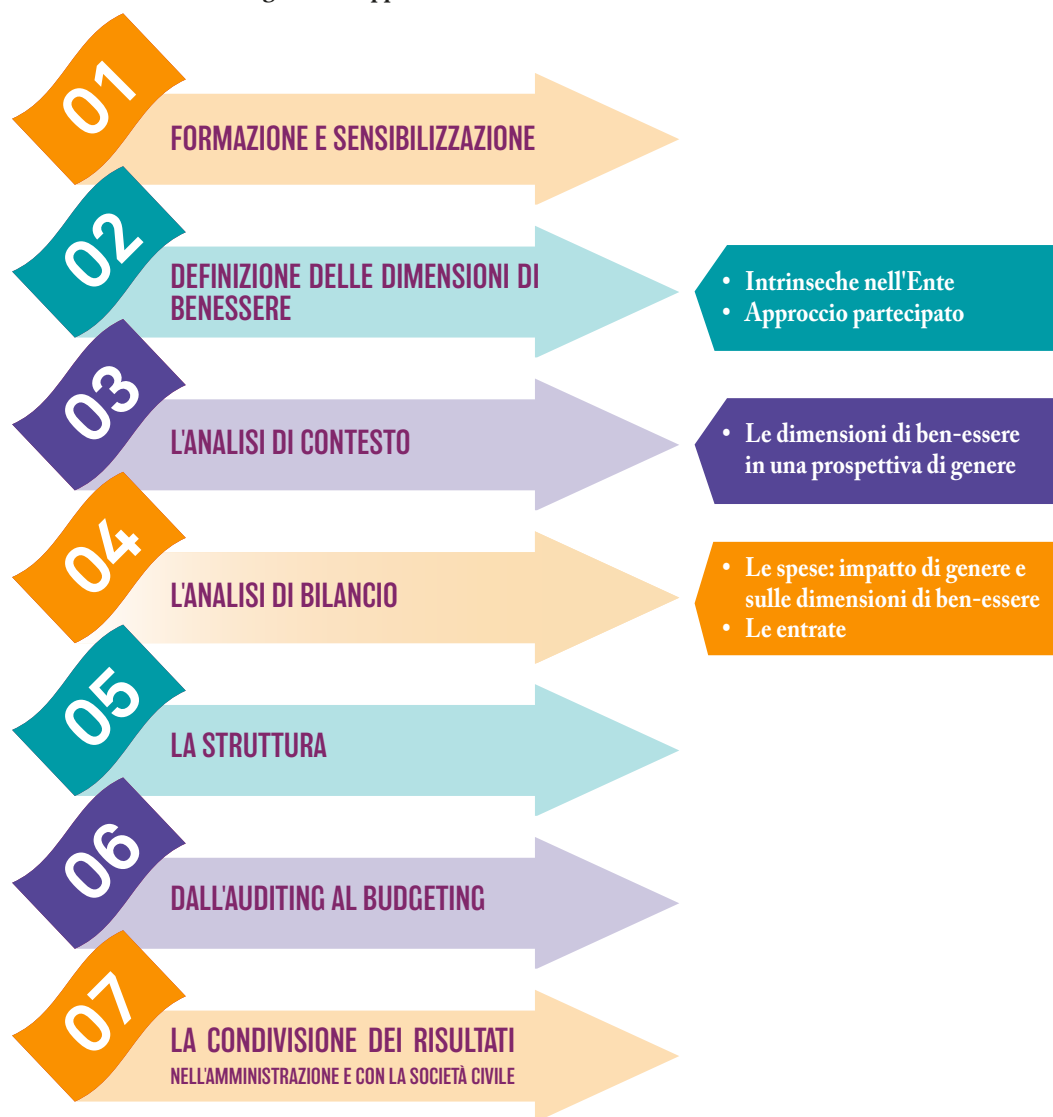 01
FORMAZIONE E SENSIBILIZZAZIONE
02
DEFINIZIONE DELLE DIMENSIONI DI
BENESSERE
• Intrinseche nell'Ente
• Approccio partecipato
03
L'ANALISI DI CONTESTO
• Le dimensioni di ben-essere
in una prospettiva di genere
04
L'ANALISI DI BILANCIO
• Le spese: impatto di genere e
sulle dimensioni di ben-essere
• Le entrate
05
LA STRUTTURA
06
DALL'AUDITING AL BUDGETING
07
LA CONDIVISIONE DEI RISULTATI
NELL'AMMINISTRAZIONE E CON LA SOCIETÀ CIVILE